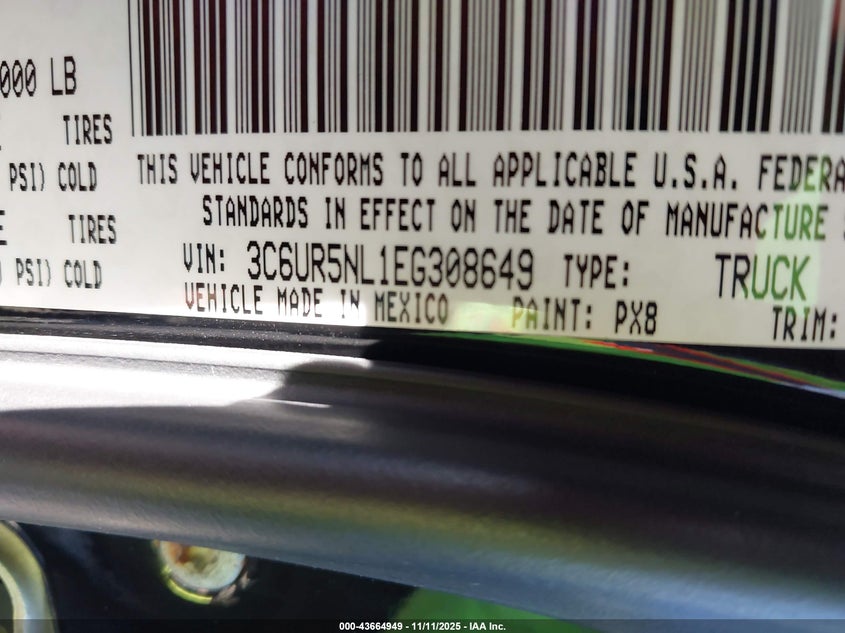 000 LB
TIRES
PSI) COLD
THIS VEHICLE CONFORMS TO ALL APPLICABLE U.S.A. FEDERA
STANDARDS IN EFFECT ON THE DATE OF MANUFACTURE
TIRES
PSI) COLD
VIN: 3C6UR5NL1EG308649 TYPE: TRUCK
VEHICLE MADE IN MEXICO PAINT: PX8 TRIM:
000-43664949 - 11/11/2025 - IAA Inc.